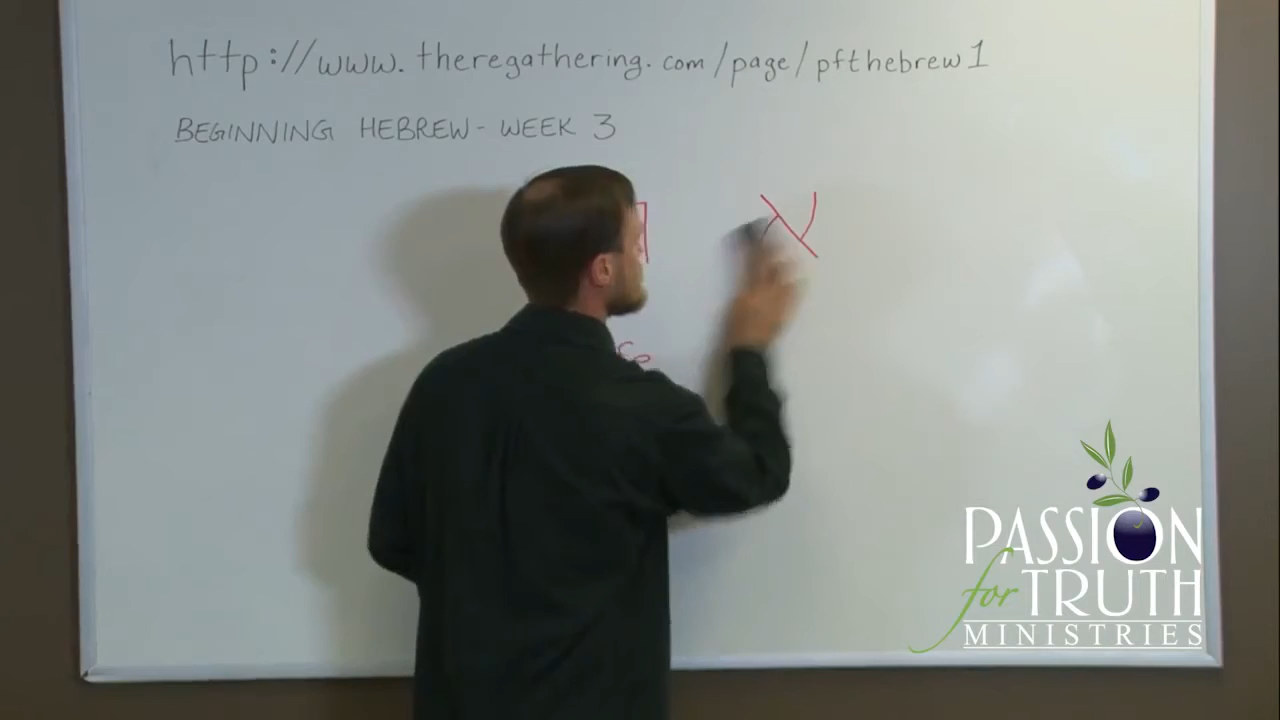 http://www.theregathering.com/page/pfthebrew1
BEGINNING HEBREW - WEEK 3
א
PASSION
for TRUTH
MINISTRIES